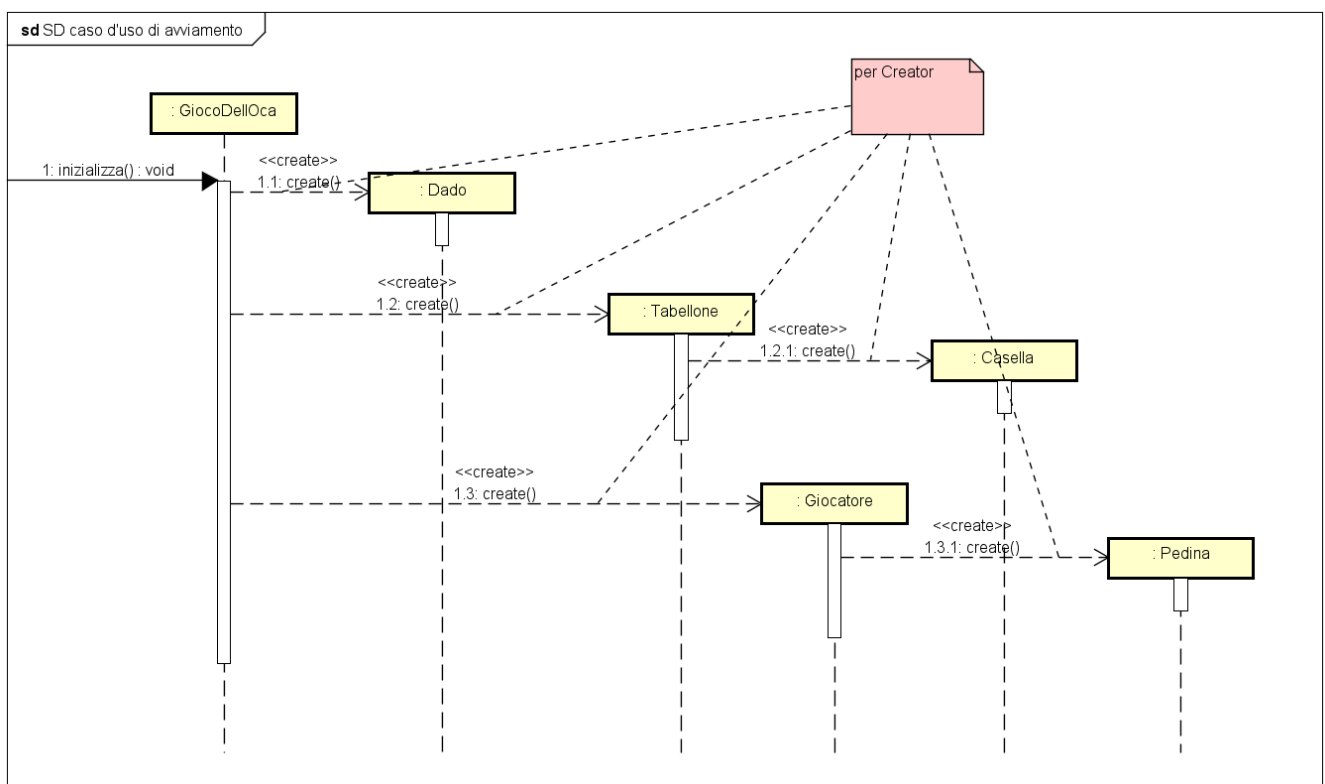 sd SD caso d'uso di avviamento
per Creator
: GiocoDellOca
1: inizializza() : void
<<create>>
1.1: create()
: Dado
<<create>>
1.2: create()
: Tabellone
<<create>>
1.2.1: create()
: Casella
<<create>>
1.3: create()
: Giocatore
<<create>>
1.3.1: create()
: Pedina